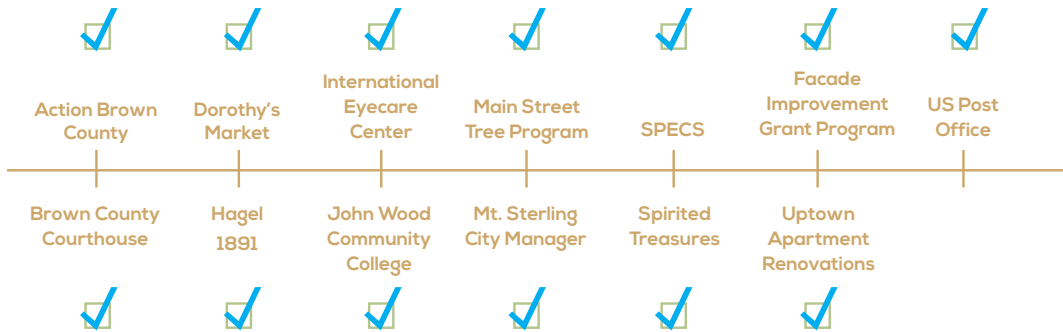 Action Brown
County
Dorothy’s
Market
International
Eyecare
Center
Main Street
Tree Program
SPECS
Facade
Improvement
Grant Program
US Post
Office
Brown County
Courthouse
Hagel
1891
John Wood
Community
College
Mt. Sterling
City Manager
Spirited
Treasures
Uptown
Apartment
Renovations